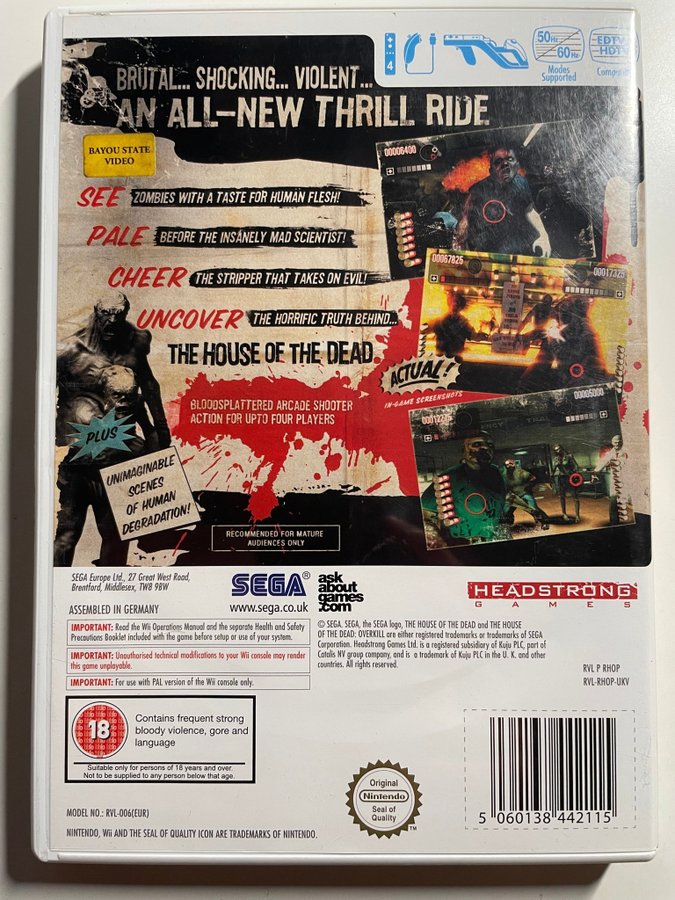 4
50Hz
60Hz
Modes
Supported
EDTV
HDTV
BRUTAL... SHOCKING... VIOLENT...
AN ALL-NEW THRILL RIDE
BAYOU STATE
VIDEO
SEE ZOMBIES WITH A TASTE FOR HUMAN FLESH!
PALE BEFORE THE INSANELY MAD SCIENTIST!
CHEER THE STRIPPER THAT TAKES ON EVIL!
UNCOVER THE HORRIFIC TRUTH BEHIND...
THE HOUSE OF THE DEAD
BLOODSPLATTERED ARCADE SHOOTER
ACTION FOR UPTO FOUR PLAYERS
PLUS
UNIMAGINABLE
SCENES
OF HUMAN
DEGRADATION!
RECOMMENDED FOR MATURE
AUDIENCES ONLY
00006400
00067825
00017325
ACTUAL!
IN-GAME SCREENSHOTS
00005000
SEGA Europe Ltd., 27 Great West Road,
Brentford, Middlesex, TW8 9BW
ASSEMBLED IN GERMANY
SEGA®
www.sega.co.uk
ask
about
games
.com
HEADSTRONG
GAMES
IMPORTANT: Read the Wii Operations Manual and the separate Health and Safety
Precautions Booklet included with the game before setup or use of your system.
IMPORTANT: Unauthorised technical modifications to your Wii console may render
this game unplayable.
IMPORTANT: For use with PAL version of the Wii console only.
© SEGA. SEGA, the SEGA logo, THE HOUSE OF THE DEAD and THE HOUSE
OF THE DEAD: OVERKILL are either registered trademarks or trademarks of SEGA
Corporation. Headstrong Games Ltd. is a registered subsidiary of Kuju PLC, part of
Catalis NV group company, and is a trademark of Kuju PLC in the U. K. and other
countries. All rights reserved.
RVL P RHOP
RVL-RHOP-UKV
18
Contains frequent strong
bloody violence, gore and
language
Suitable only for persons of 18 years and over.
Not to be supplied to any person below that age.
Original
Nintendo
Seal of
Quality
TM
5 060138 442115
MODEL NO.: RVL-006(EUR)
NINTENDO, Wii AND THE SEAL OF QUALITY ICON ARE TRADEMARKS OF NINTENDO.